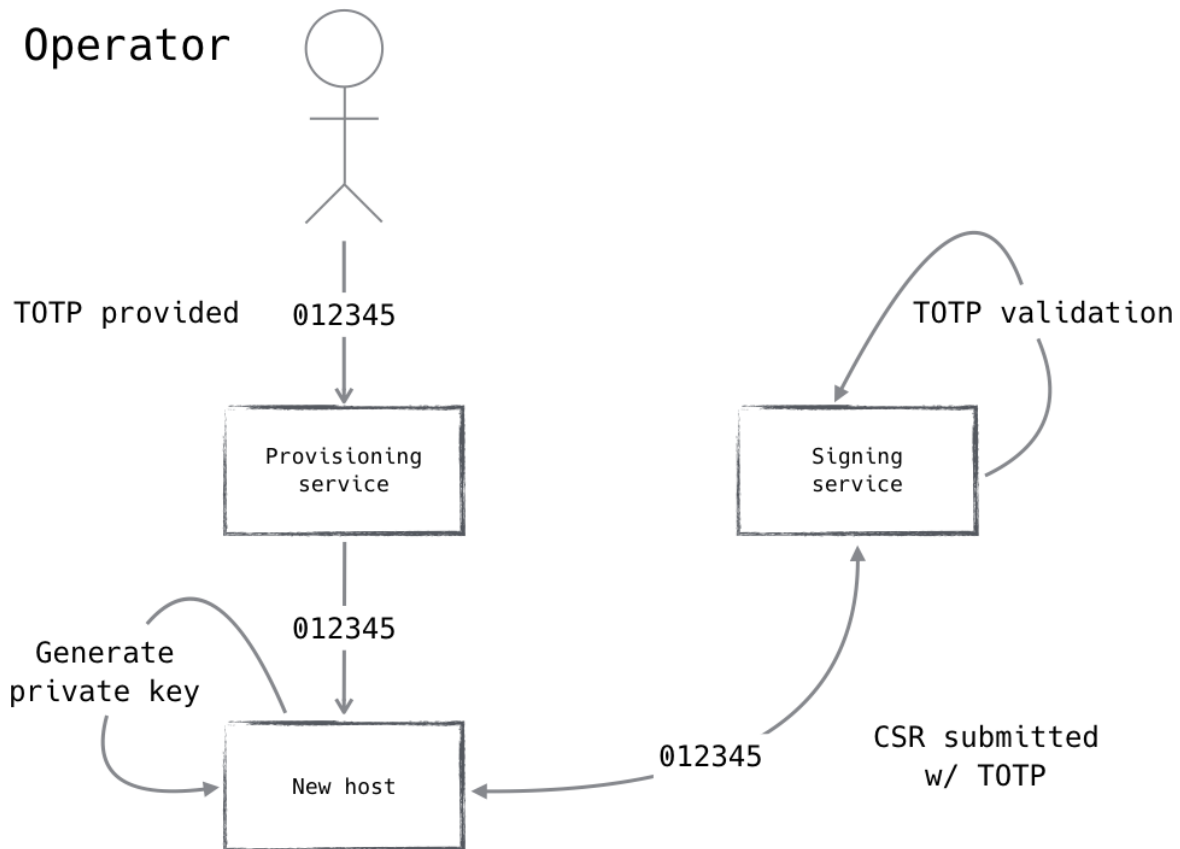 Operator
TOTP provided
012345
TOTP validation
Provisioning
service
Signing
service
012345
Generate
private key
New host
012345
CSR submitted
w/ TOTP